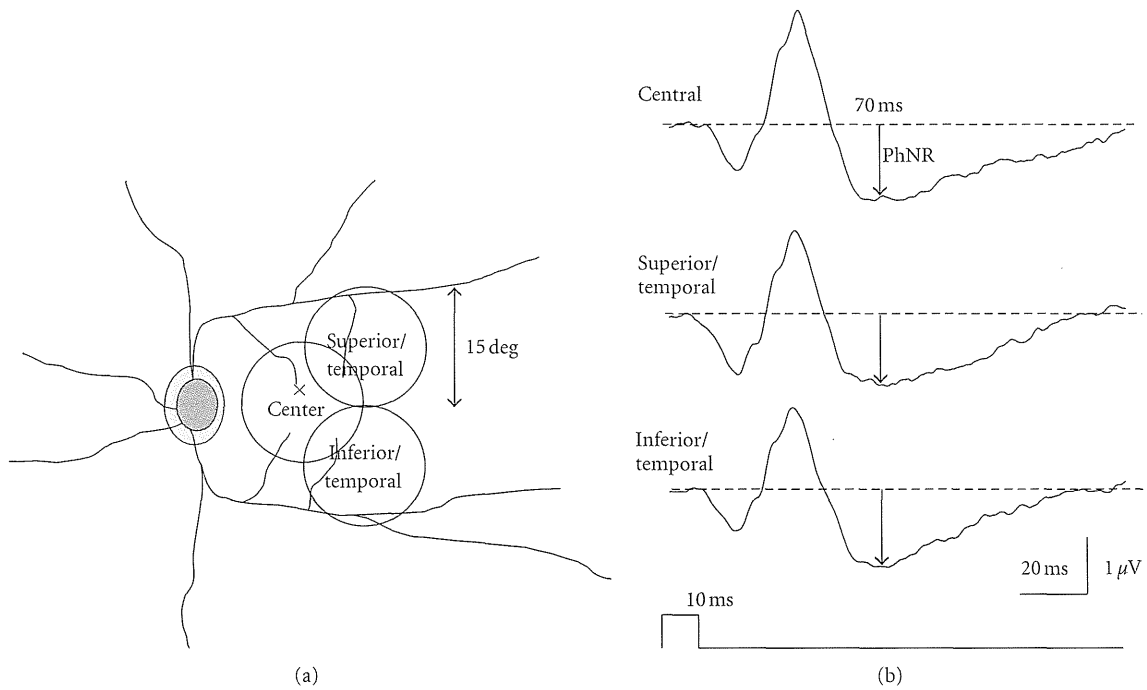 Superior/
temporal
15 deg
Center
Inferior/
temporal
(a)
Central
70 ms
PhNR
Superior/
temporal
Inferior/
temporal
20 ms
1 μV
10 ms
(b)